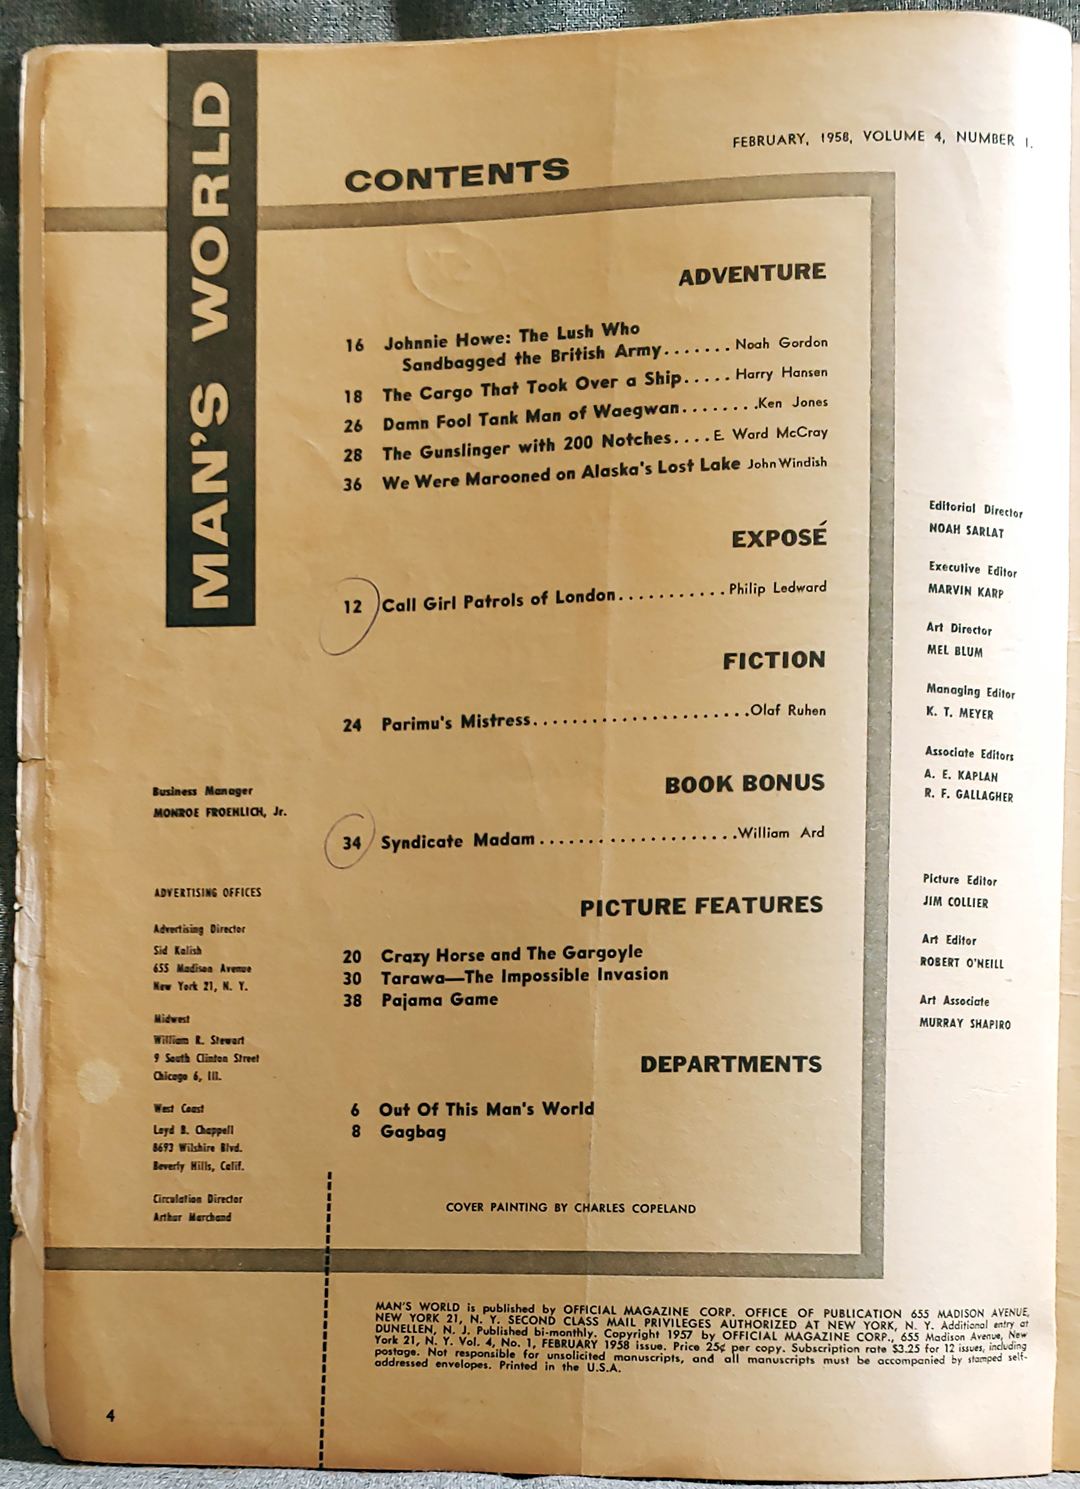 MAN'S WORLD
FEBRUARY, 1958, VOLUME 4, NUMBER 1.
CONTENTS
ADVENTURE
16 Johnnie Howe: The Lush Who
Sandbagged the British Army.......Noah Gordon
18 The Cargo That Took Over a Ship.....Harry Hansen
26 Damn Fool Tank Man of Waegwan........Ken Jones
28 The Gunslinger with 200 Notches....E. Ward McCray
36 We Were Marooned on Alaska's Lost Lake John Windish
EXPOSÉ
12 Call Girl Patrols of London...........Philip Ledward
FICTION
24 Parimu's Mistress......................Olaf Ruhen
BOOK BONUS
34 Syndicate Madam....................William Ard
PICTURE FEATURES
20 Crazy Horse and The Gargoyle
30 Tarawa—The Impossible Invasion
38 Pajama Game
DEPARTMENTS
6 Out Of This Man's World
8 Gagbag
COVER PAINTING BY CHARLES COPELAND
Business Manager
MONROE FROEHLICH, Jr.
ADVERTISING OFFICES
Advertising Director
Sid Kalish
655 Madison Avenue
New York 21, N. Y.
Midwest
William R. Stewart
9 South Clinton Street
Chicago 6, Ill.
West Coast
Loyd B. Chappell
8693 Wilshire Blvd.
Beverly Hills, Calif.
Circulation Director
Arthur Marchand
Editorial Director
NOAH SARLAT
Executive Editor
MARVIN KARP
Art Director
MEL BLUM
Managing Editor
K. T. MEYER
Associate Editors
A. E. KAPLAN
R. F. GALLAGHER
Picture Editor
JIM COLLIER
Art Editor
ROBERT O'NEILL
Art Associate
MURRAY SHAPIRO
MAN'S WORLD is published by OFFICIAL MAGAZINE CORP. OFFICE OF PUBLICATION 655 MADISON AVENUE,
NEW YORK 21, N. Y. SECOND CLASS MAIL PRIVILEGES AUTHORIZED AT NEW YORK, N. Y. Additional entry at
DUNELLEN, N. J. Published bi-monthly. Copyright 1957 by OFFICIAL MAGAZINE CORP., 655 Madison Avenue, New
York 21, N. Y. Vol. 4, No. 1, FEBRUARY 1958 issue. Price 25¢ per copy. Subscription rate $3.25 for 12 issues, including
postage. Not responsible for unsolicited manuscripts, and all manuscripts must be accompanied by stamped self-
addressed envelopes. Printed in the U.S.A.
4